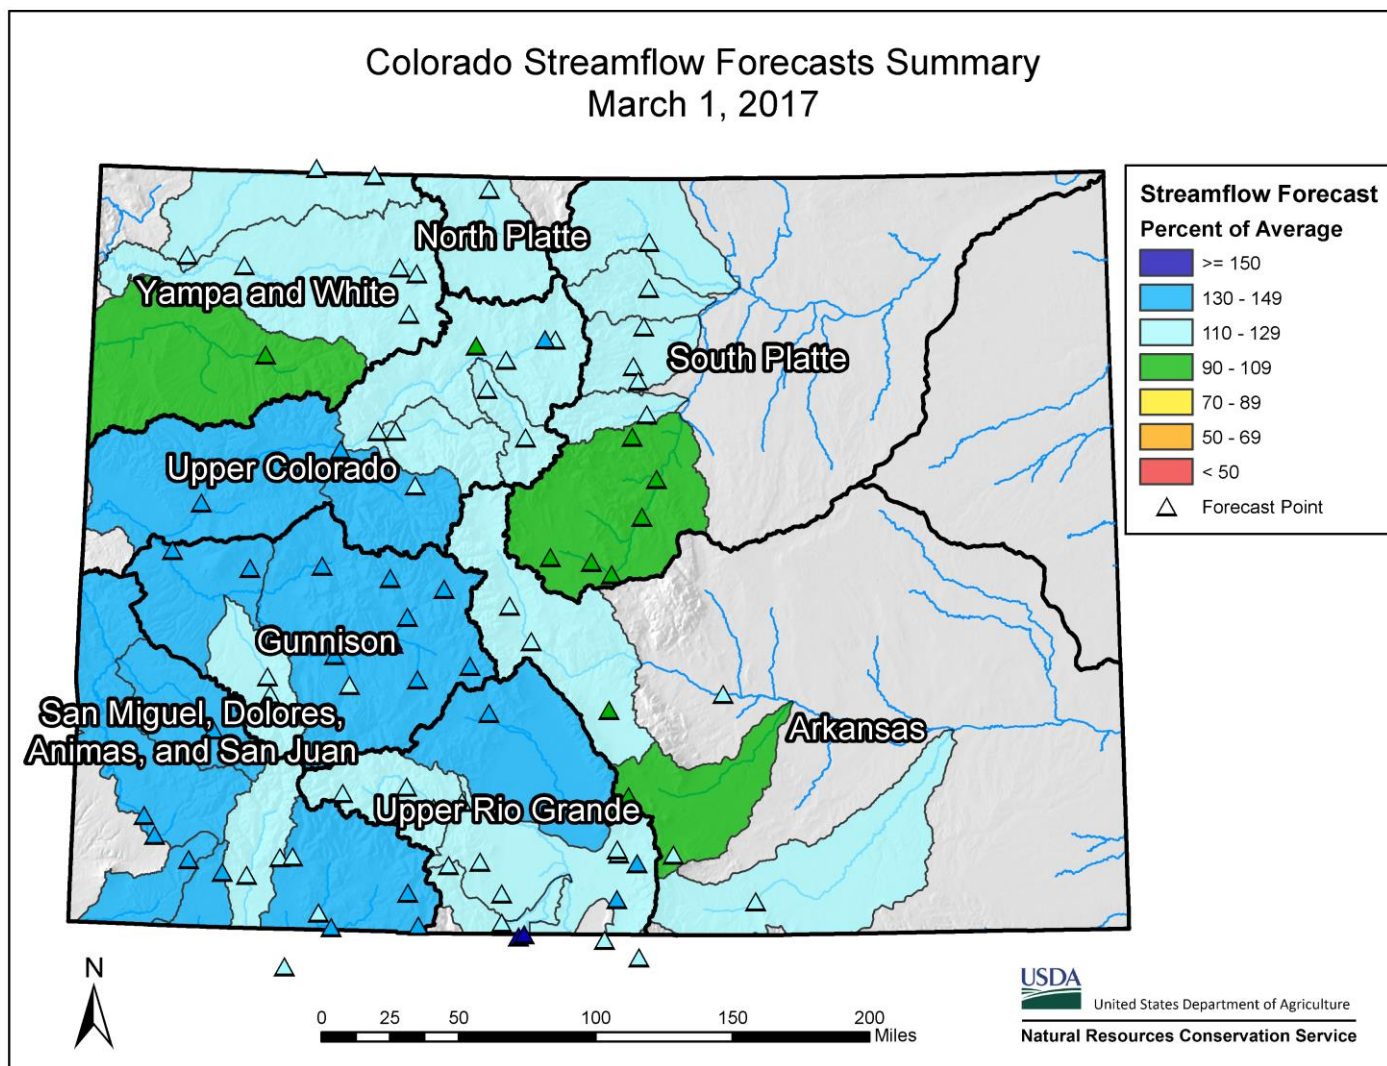 Colorado Streamflow Forecasts Summary
March 1, 2017
Streamflow Forecast
Percent of Average
>= 150
130 - 149
110 - 129
90 - 109
70 - 89
50 - 69
< 50
Forecast Point
North Platte
Yampa and White
South Platte
Upper Colorado
Gunnison
San Miguel, Dolores,
Animas, and San Juan
Arkansas
Upper Rio Grande
N
0 25 50 100 150 200
Miles
USDA
United States Department of Agriculture
Natural Resources Conservation Service